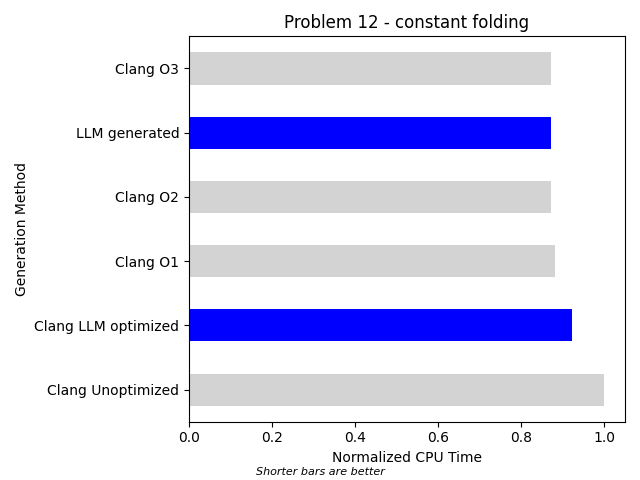 Problem 12 - constant folding
Clang O3
LLM generated
Clang O2
Clang O1
Clang LLM optimized
Clang Unoptimized
Generation Method
0.0 0.2 0.4 0.6 0.8 1.0
Normalized CPU Time
Shorter bars are better